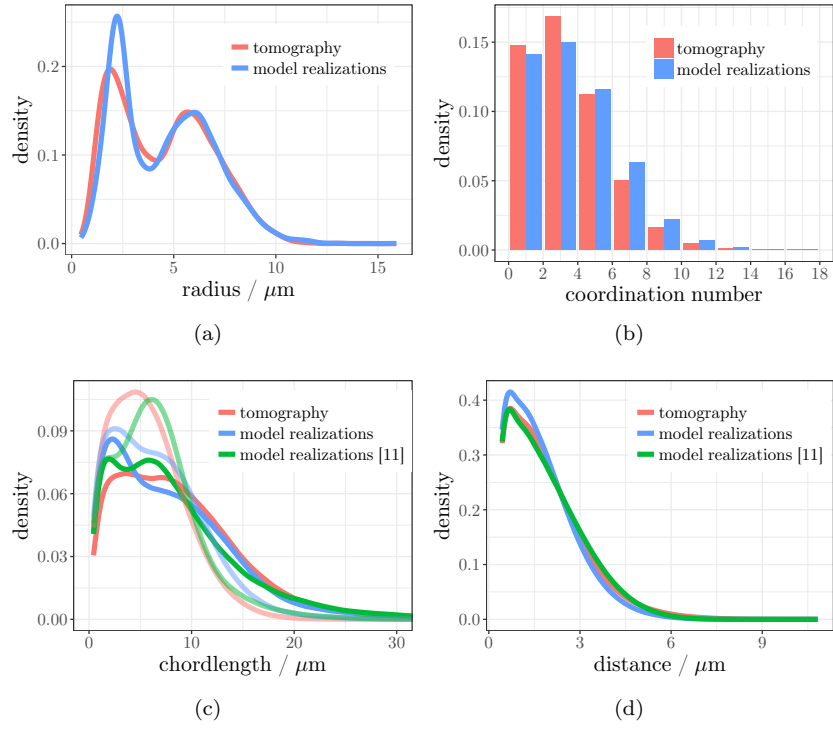 tomography
model realizations
density
0.2
0.1
0.0
0 5 10 15
radius / μm
(a)
tomography
model realizations
density
0.15
0.10
0.05
0.00
0 2 4 6 8 10 12 14 16 18
coordination number
(b)
tomography
model realizations
model realizations [11]
density
0.09
0.06
0.03
0.00
0 10 20 30
chordlength / μm
(c)
tomography
model realizations
model realizations [11]
density
0.4
0.3
0.2
0.1
0.0
0 3 6 9
distance / μm
(d)